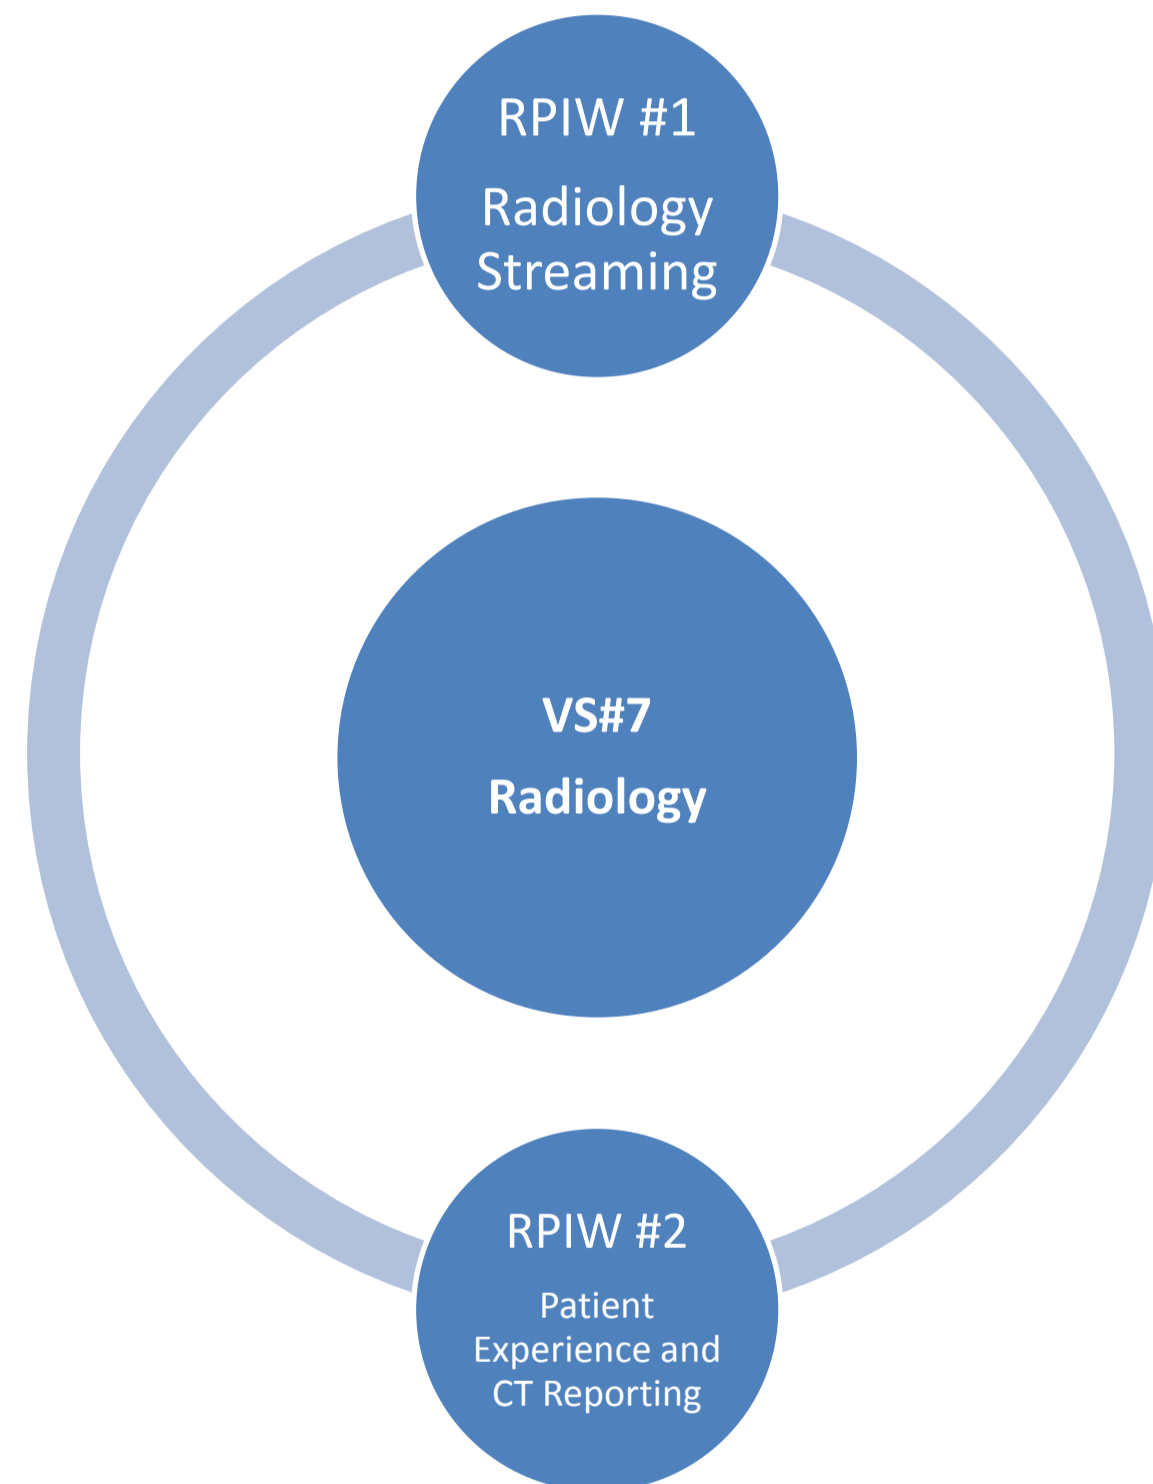 RPIW #1
Radiology
Streaming
VS#7
Radiology
RPIW #2
Patient
Experience and
CT Reporting